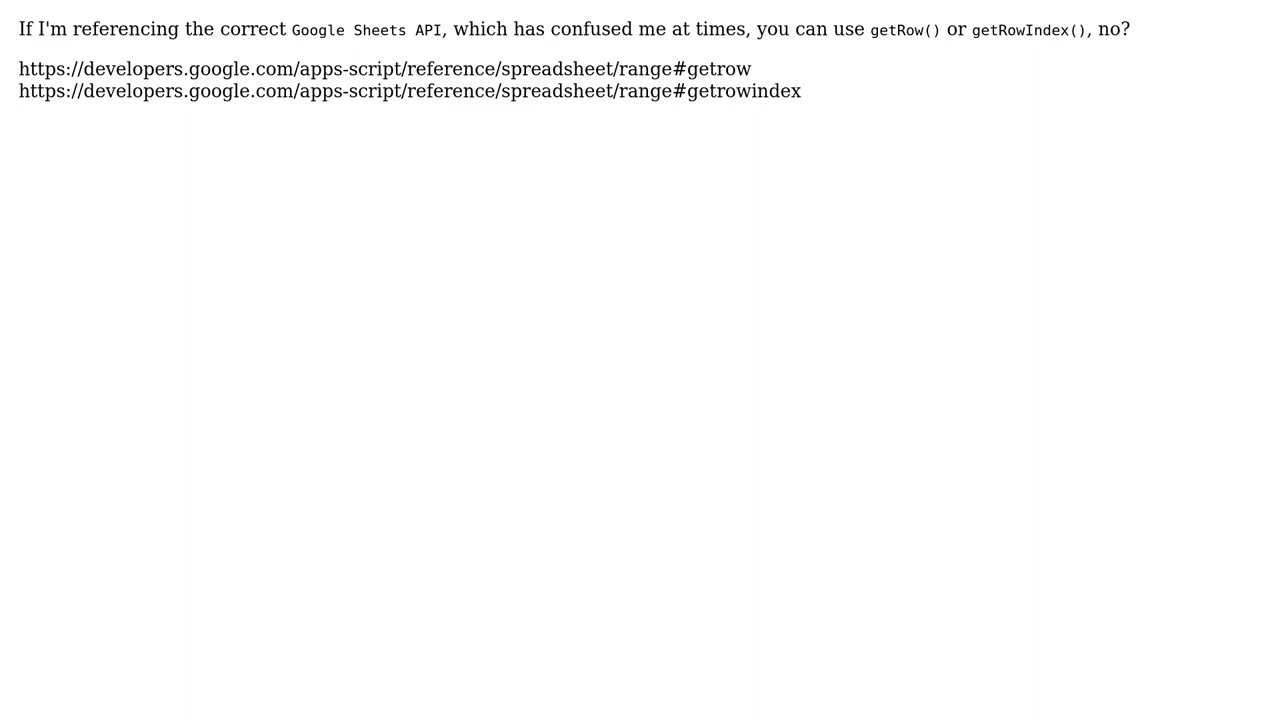 If I'm referencing the correct Google Sheets API, which has confused me at times, you can use getRow() or getRowIndex(), no?
https://developers.google.com/apps-script/reference/spreadsheet/range#getrow
https://developers.google.com/apps-script/reference/spreadsheet/range#getrowindex